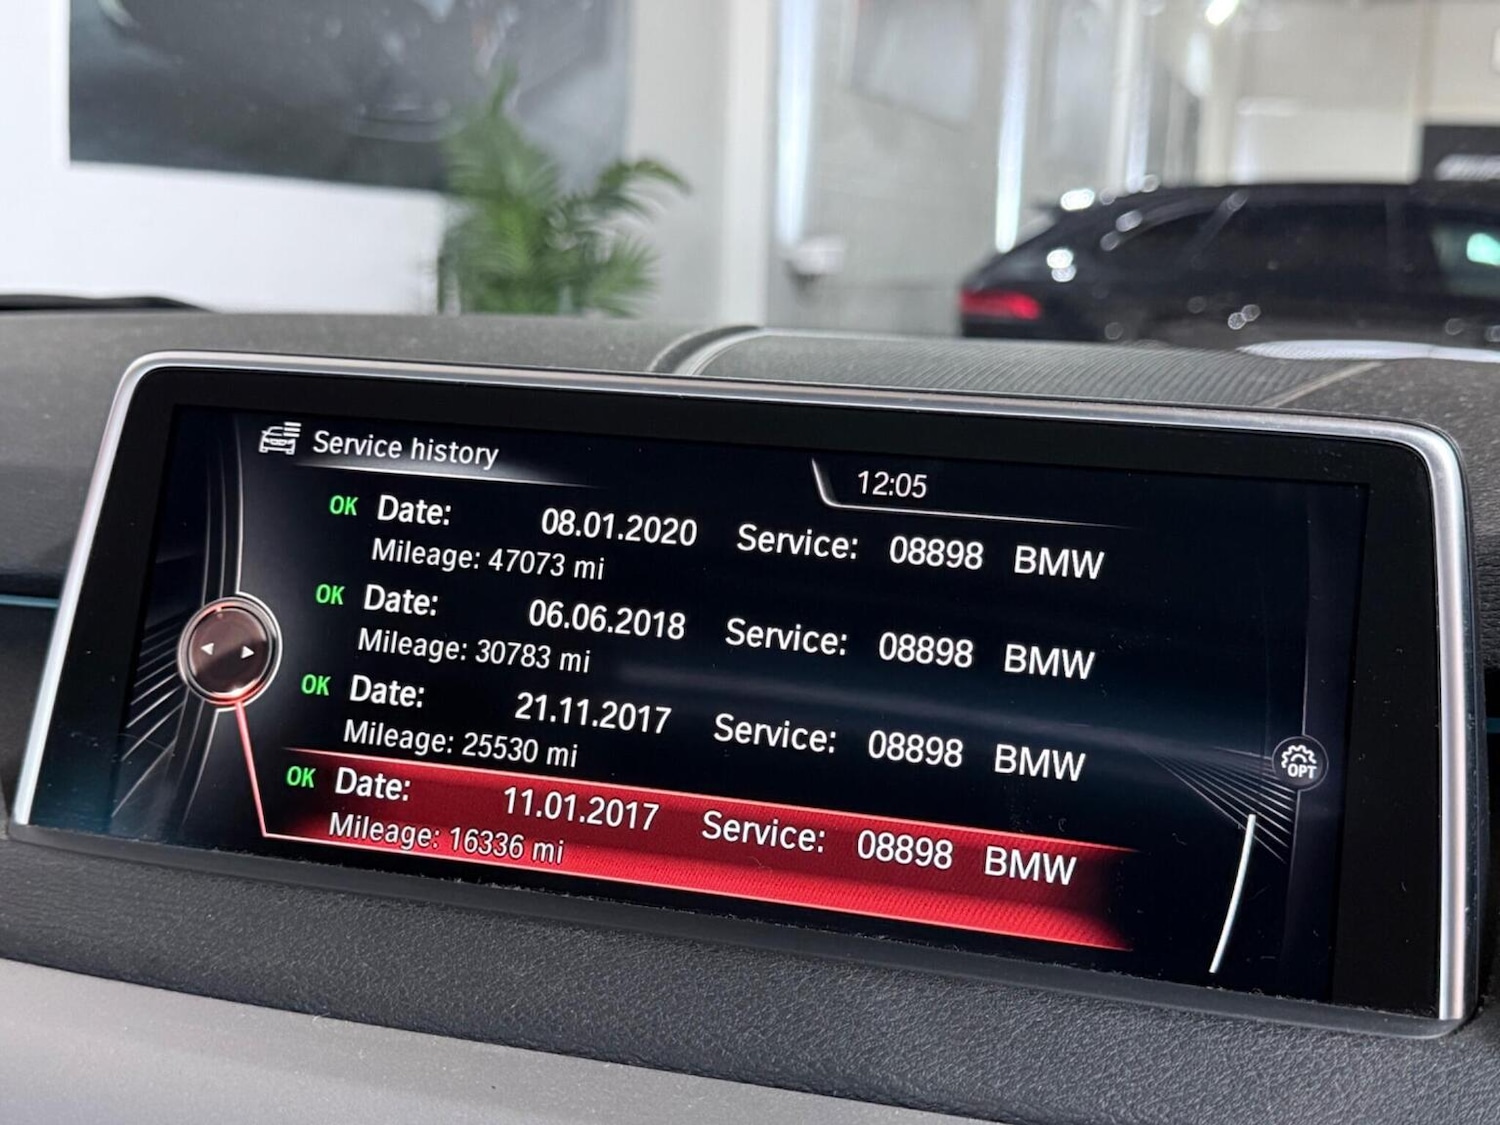 Service history
12:05
OK Date: 08.01.2020 Service: 08898 BMW
Mileage: 47073 mi
OK Date: 06.06.2018 Service: 08898 BMW
Mileage: 30783 mi
OK Date: 21.11.2017 Service: 08898 BMW
Mileage: 25530 mi
OK Date: 11.01.2017 Service: 08898 BMW
Mileage: 16336 mi
OPT